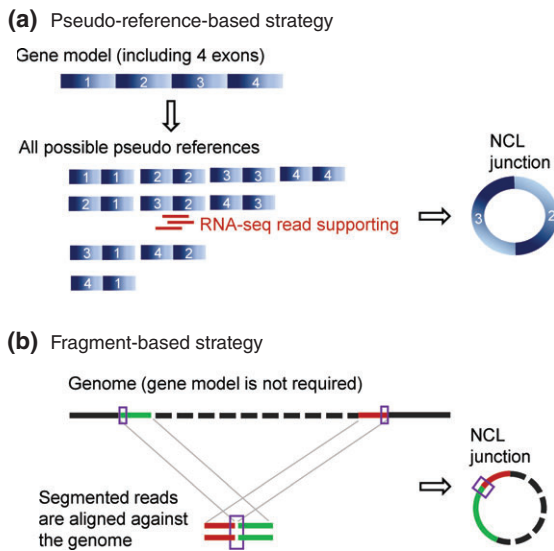 (a) Pseudo-reference-based strategy
Gene model (including 4 exons)
1 2 3 4
All possible pseudo references
1 1 2 2 3 3 4 4
2 1 3 2 4 3
RNA-seq read supporting
3 1 4 2
4 1
NCL
junction
3 2
(b) Fragment-based strategy
Genome (gene model is not required)
Segmented reads
are aligned against
the genome
NCL
junction